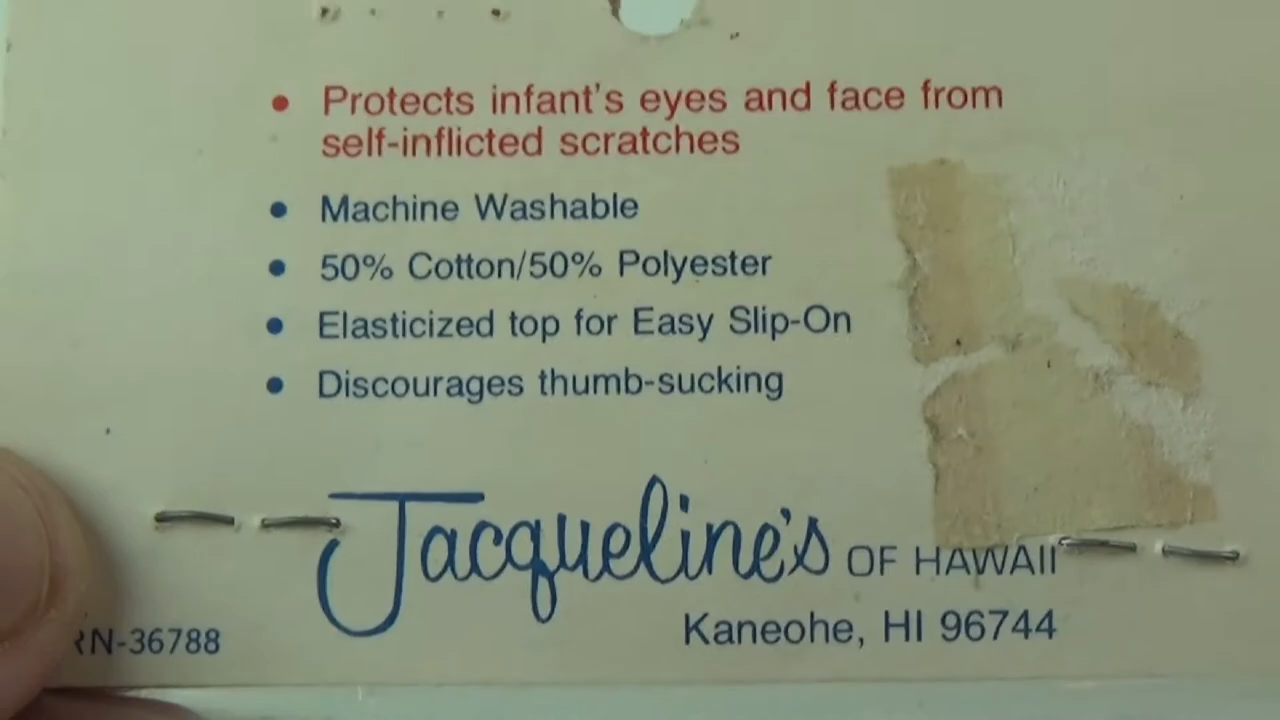 • Protects infant's eyes and face from
self-inflicted scratches
• Machine Washable
• 50% Cotton/50% Polyester
• Elasticized top for Easy Slip-On
• Discourages thumb-sucking
Jacqueline's OF HAWAII
RN-36788
Kaneohe, HI 96744